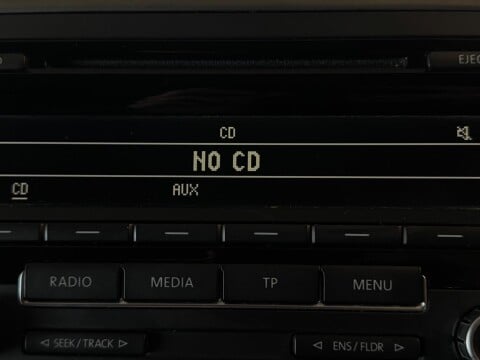 EJEC
CD
NO CD
CD AUX
RADIO MEDIA TP MENU
SEEK/TRACK ENS/FLDR